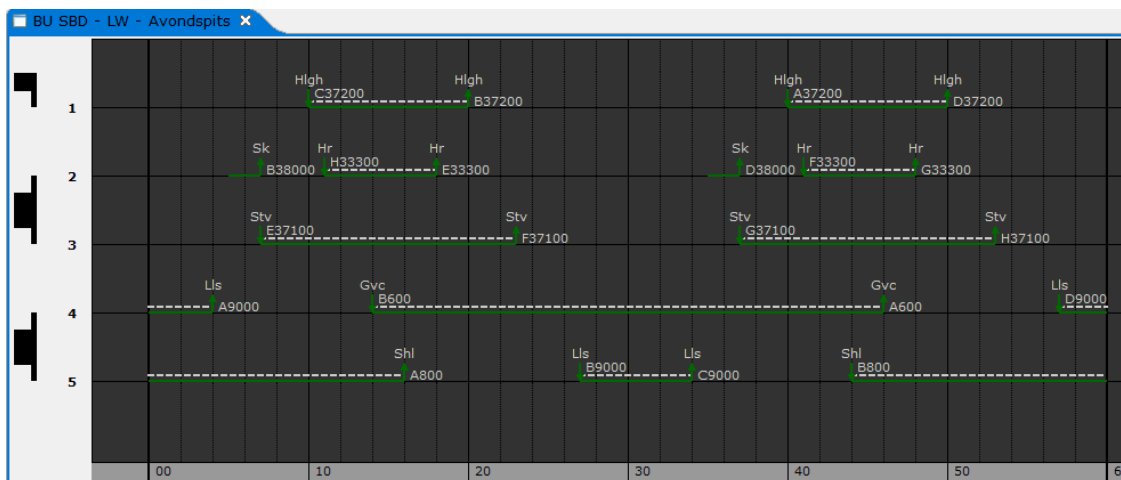 BU SBD - LW - Avondspits
Hlgh Hlgh Hlgh Hlgh
C37200 B37200 A37200 D37200
1
Sk Hr Hr Sk Hr Hr
B38000 H33300 E33300 D38000 F33300 G33300
2
Stv Stv Stv Stv
E37100 F37100 G37100 H37100
3
Lls Gvc Gvc Lls
A9000 B600 A600 D9000
4
Shl Lls Lls Shl
A800 B9000 C9000 B800
5
00 10 20 30 40 50 6